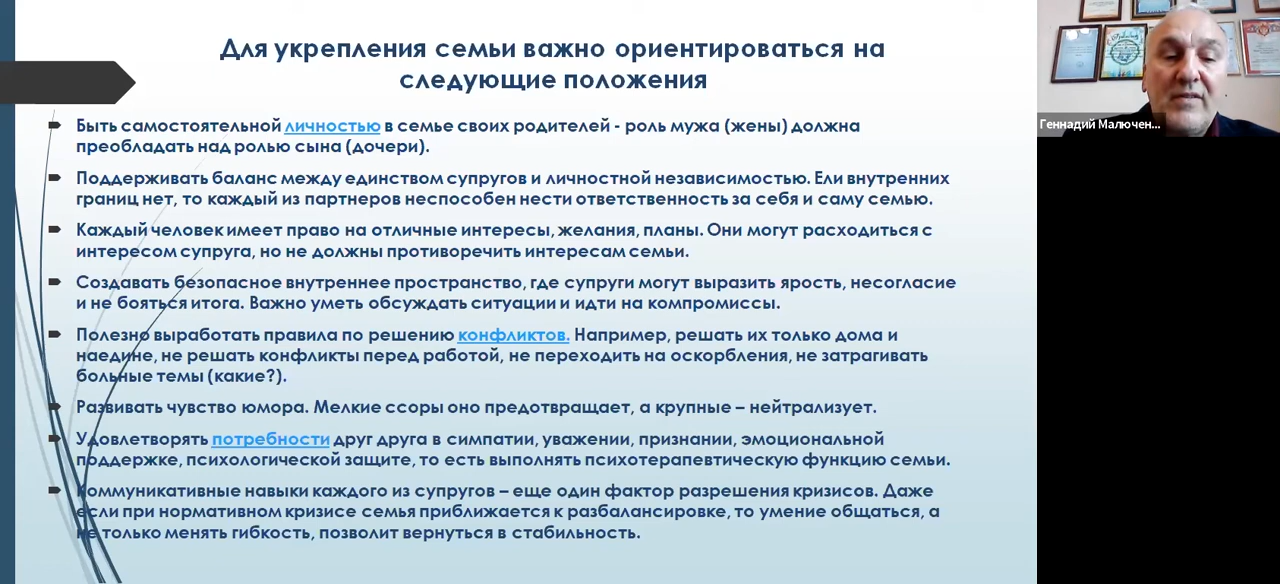 Для укрепления семьи важно ориентироваться на
следующие положения
Быть самостоятельной личностью в семье своих родителей - роль мужа (жены) должна
преобладать над ролью сына (дочери).
Поддерживать баланс между единством супругов и личностной независимостью. Ели внутренних
границ нет, то каждый из партнеров неспособен нести ответственность за себя и саму семью.
Каждый человек имеет право на отличные интересы, желания, планы. Они могут расходиться с
интересом супруга, но не должны противоречить интересам семьи.
Создавать безопасное внутреннее пространство, где супруги могут выразить ярость, несогласие
и не бояться итога. Важно уметь обсуждать ситуации и идти на компромиссы.
Полезно выработать правила по решению конфликтов. Например, решать их только дома и
наедине, не решать конфликты перед работой, не переходить на оскорбления, не затрагивать
больные темы (какие?).
Развивать чувство юмора. Мелкие ссоры оно предотвращает, а крупные – нейтрализует.
Удовлетворять потребности друг друга в симпатии, уважении, признании, эмоциональной
поддержке, психологической защите, то есть выполнять психотерапевтическую функцию семьи.
Коммуникативные навыки каждого из супругов – еще один фактор разрешения кризисов. Даже
если при нормативном кризисе семья приближается к разбалансировке, то умение общаться, а
не только менять гибкость, позволит вернуться в стабильность.
Геннадий Малючен...